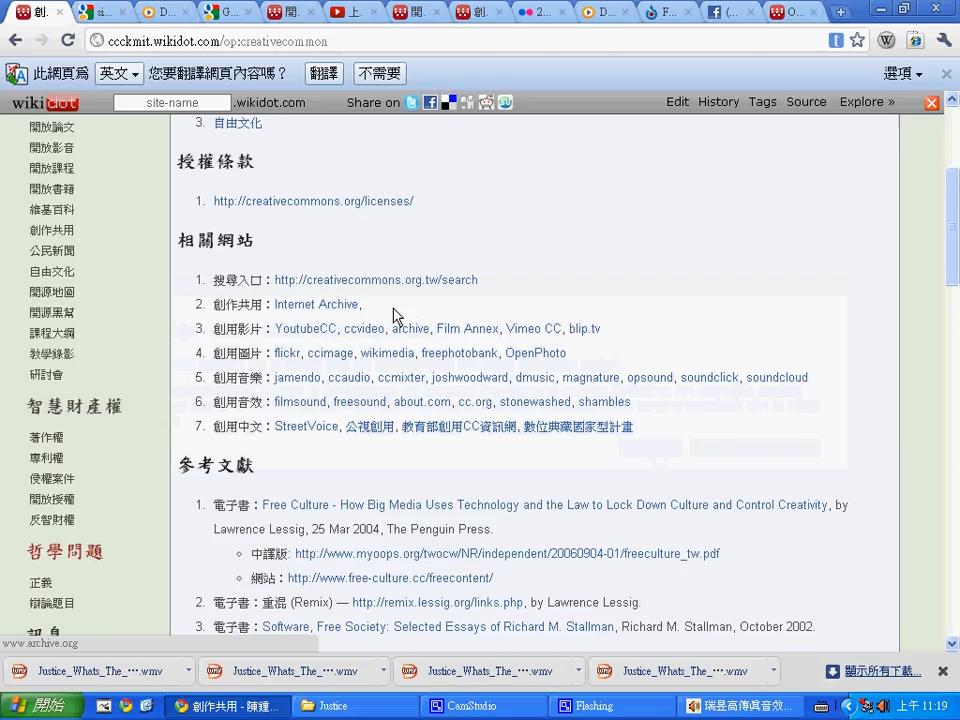 創.
si...
D...
G...
開.
上.
開.
創.
2...
D...
F...
(...
O...
ccckmit.wikidot.com/op:creativecommon
此網頁為 英文 您要翻譯網頁內容嗎？ 翻譯 不需要 選項
wikidot site-name .wikidot.com Share on Edit History Tags Source Explore »
開放論文
開放影音
開放課程
開放書籍
維基百科
創作共用
公民新聞
自由文化
開源地圖
開源黑幫
課程大綱
教學錄影
研討會
智慧財產權
著作權
專利權
侵權案件
開放授權
反智財權
哲學問題
正義
辯論題目
訊息
3. 自由文化
授權條款
1. http://creativecommons.org/licenses/
相關網站
1. 搜尋入口：http://creativecommons.org.tw/search
2. 創作共用：Internet Archive,
3. 創用影片：YoutubeCC, ccvideo, archive, Film Annex, Vimeo CC, blip.tv
4. 創用圖片：flickr, ccimage, wikimedia, freephotobank, OpenPhoto
5. 創用音樂：jamendo, ccaudio, ccmixter, joshwoodward, dmusic, magnature, opsound, soundclick, soundcloud
6. 創用音效：filmsound, freesound, about.com, cc.org, stonewashed, shambles
7. 創用中文：StreetVoice, 公視創用, 教育部創用CC資訊網, 數位典藏國家型計畫
參考文獻
1. 電子書：Free Culture - How Big Media Uses Technology and the Law to Lock Down Culture and Control Creativity, by
Lawrence Lessig, 25 Mar 2004, The Penguin Press.
中譯版: http://www.myoops.org/twocw/NR/independent/20060904-01/freeculture_tw.pdf
網站：http://www.free-culture.cc/freecontent/
2. 電子書：重混 (Remix) — http://remix.lessig.org/links.php, by Lawrence Lessig.
3. 電子書：Software, Free Society: Selected Essays of Richard M. Stallman, Richard M. Stallman, October 2002.
www.archive.org
Justice_Whats_The_....wmv
Justice_Whats_The_....wmv
Justice_Whats_The_....wmv
Justice_Whats_The_....wmv
顯示所有下載...
開始
創作共用 - 陳鍾...
Justice
CamStudio
Flashing
瑞昱高傳真音效...
上午 11:19